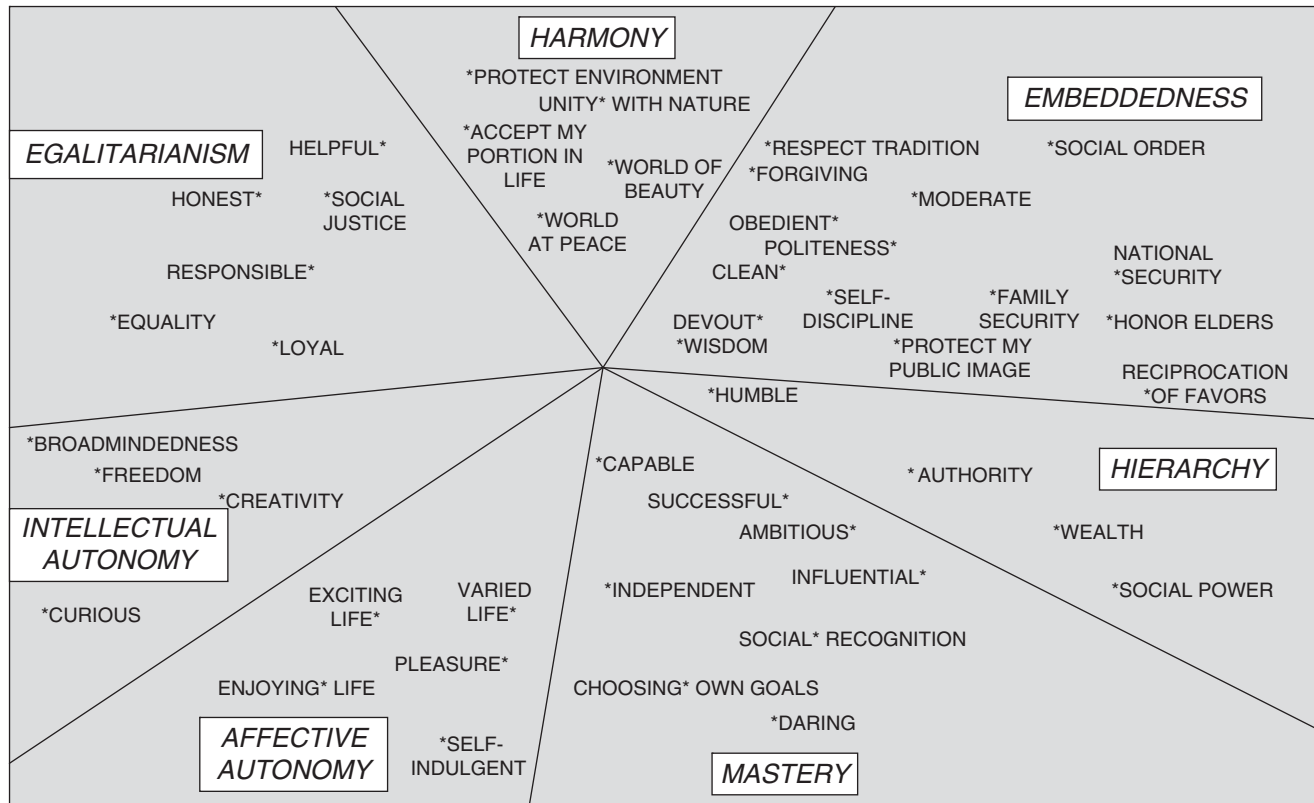 HARMONY
*PROTECT ENVIRONMENT
UNITY* WITH NATURE
*ACCEPT MY
PORTION IN
LIFE
*WORLD OF
BEAUTY
*WORLD
AT PEACE
EMBEDDEDNESS
*RESPECT TRADITION
*SOCIAL ORDER
*FORGIVING
*MODERATE
OBEDIENT*
POLITENESS*
CLEAN*
NATIONAL
*SECURITY
*SELF-
DISCIPLINE
*FAMILY
SECURITY
DEVOUT*
*WISDOM
*HONOR ELDERS
*PROTECT MY
PUBLIC IMAGE
RECIPROCATION
*OF FAVORS
EGALITARIANISM
HELPFUL*
HONEST*
*SOCIAL
JUSTICE
RESPONSIBLE*
*EQUALITY
*LOYAL
*HUMBLE
HIERARCHY
*AUTHORITY
*WEALTH
*SOCIAL POWER
*BROADMINDEDNESS
*FREEDOM
*CREATIVITY
INTELLECTUAL
AUTONOMY
*CURIOUS
EXCITING
LIFE*
VARIED
LIFE*
PLEASURE*
ENJOYING* LIFE
AFFECTIVE
AUTONOMY
*SELF-
INDULGENT
*CAPABLE
SUCCESSFUL*
AMBITIOUS*
*INDEPENDENT
INFLUENTIAL*
SOCIAL* RECOGNITION
CHOOSING* OWN GOALS
*DARING
MASTERY